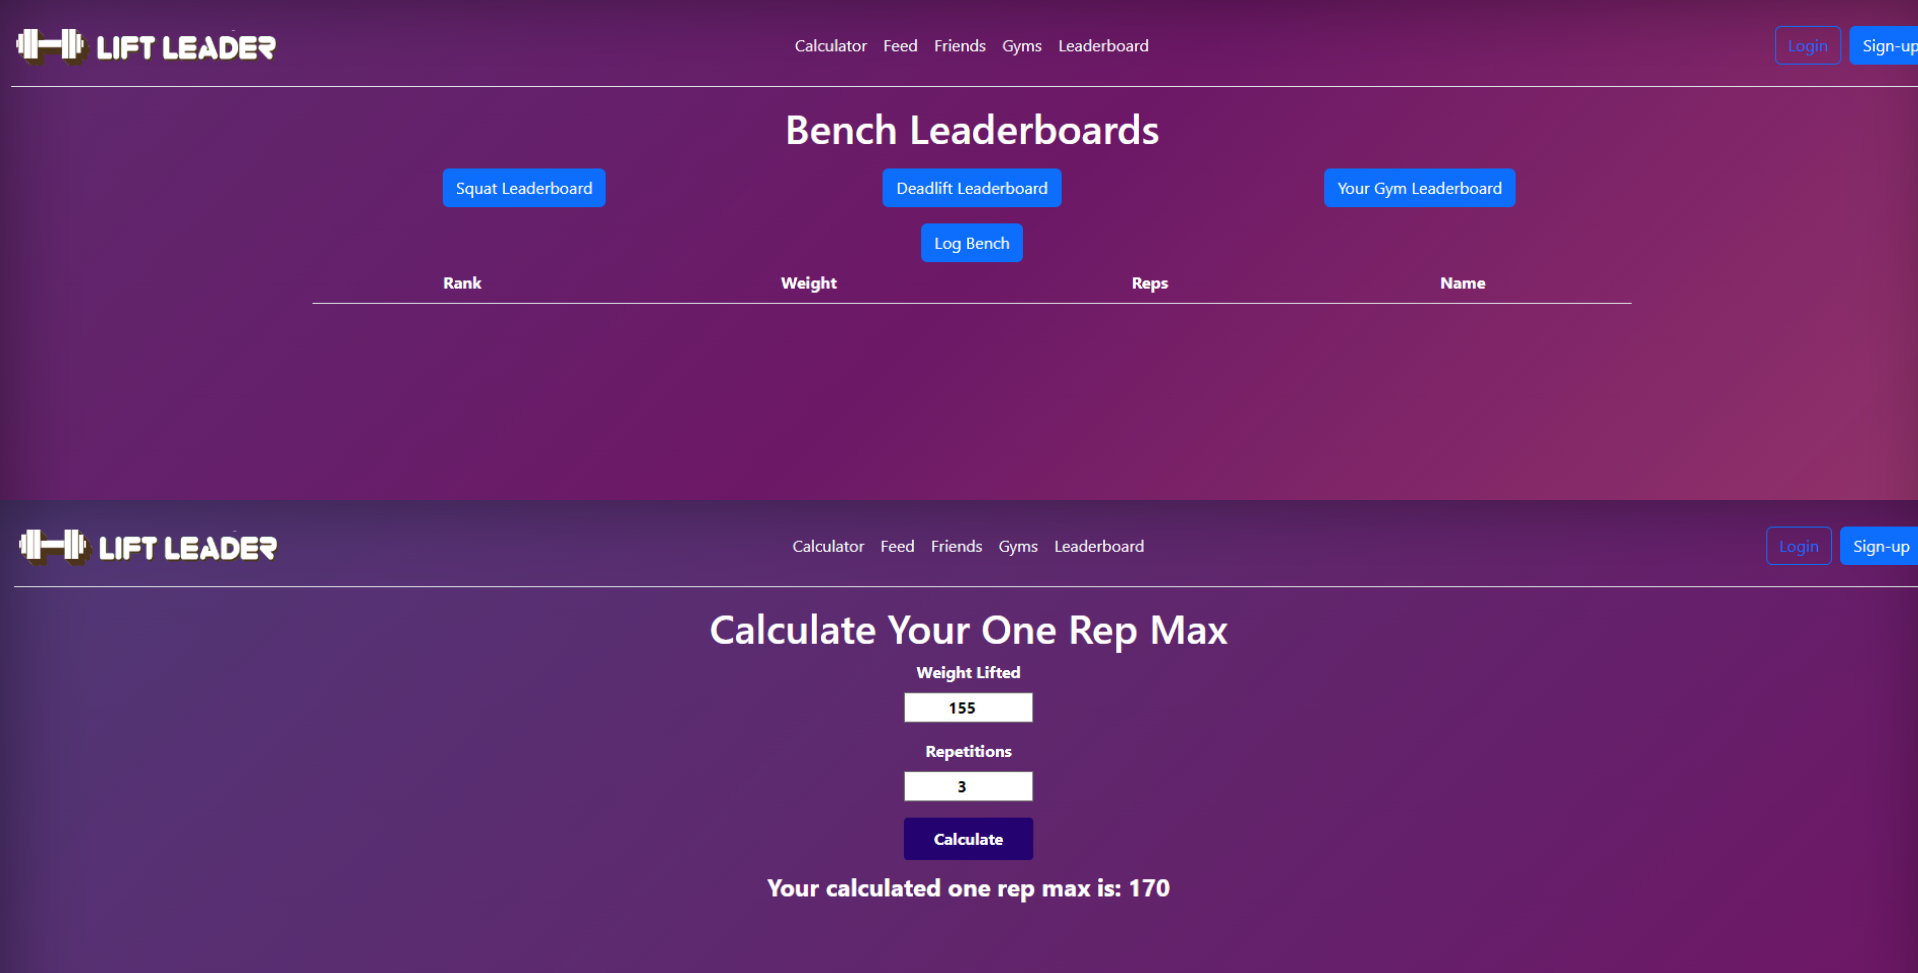 LIFT LEADER Calculator Feed Friends Gyms Leaderboard Login Sign-up
Bench Leaderboards
Squat Leaderboard Deadlift Leaderboard Your Gym Leaderboard
Log Bench
Rank Weight Reps Name
LIFT LEADER Calculator Feed Friends Gyms Leaderboard Login Sign-up
Calculate Your One Rep Max
Weight Lifted
155
Repetitions
3
Calculate
Your calculated one rep max is: 170